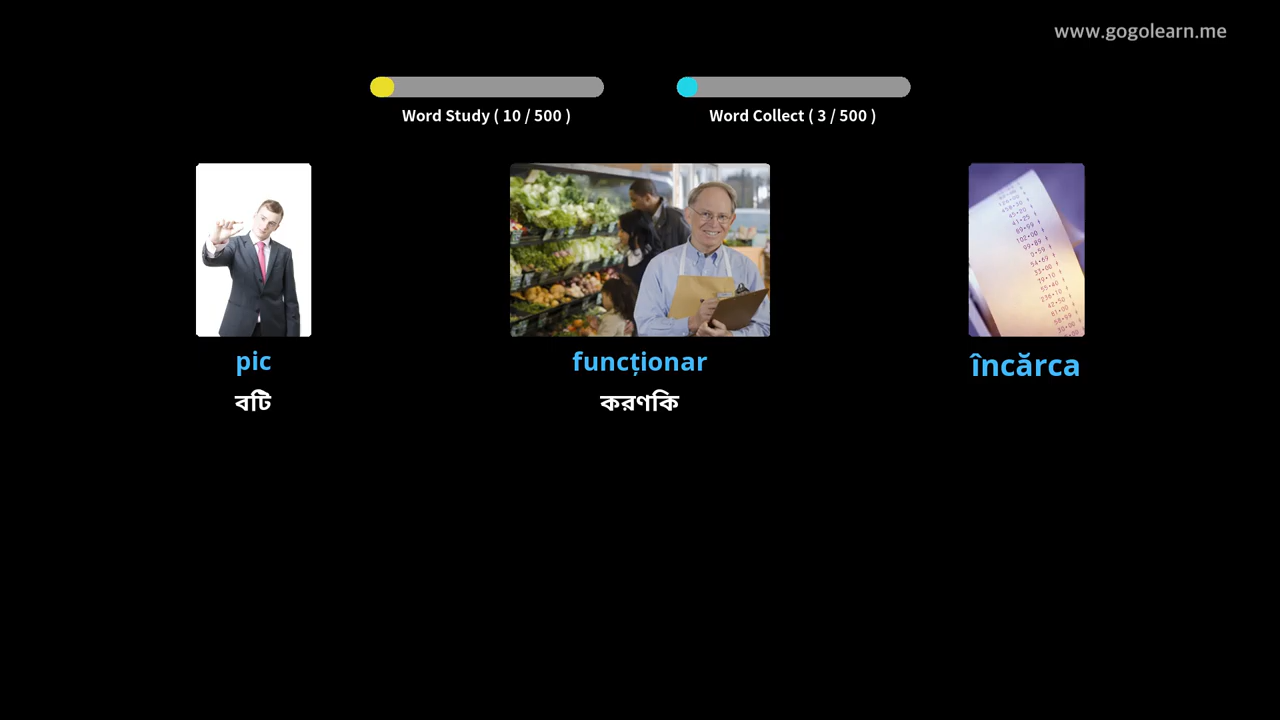 www.gogolearn.me
Word Study ( 10 / 500 )
Word Collect ( 3 / 500 )
pic
funcționar
încărca
বটি
করণকি